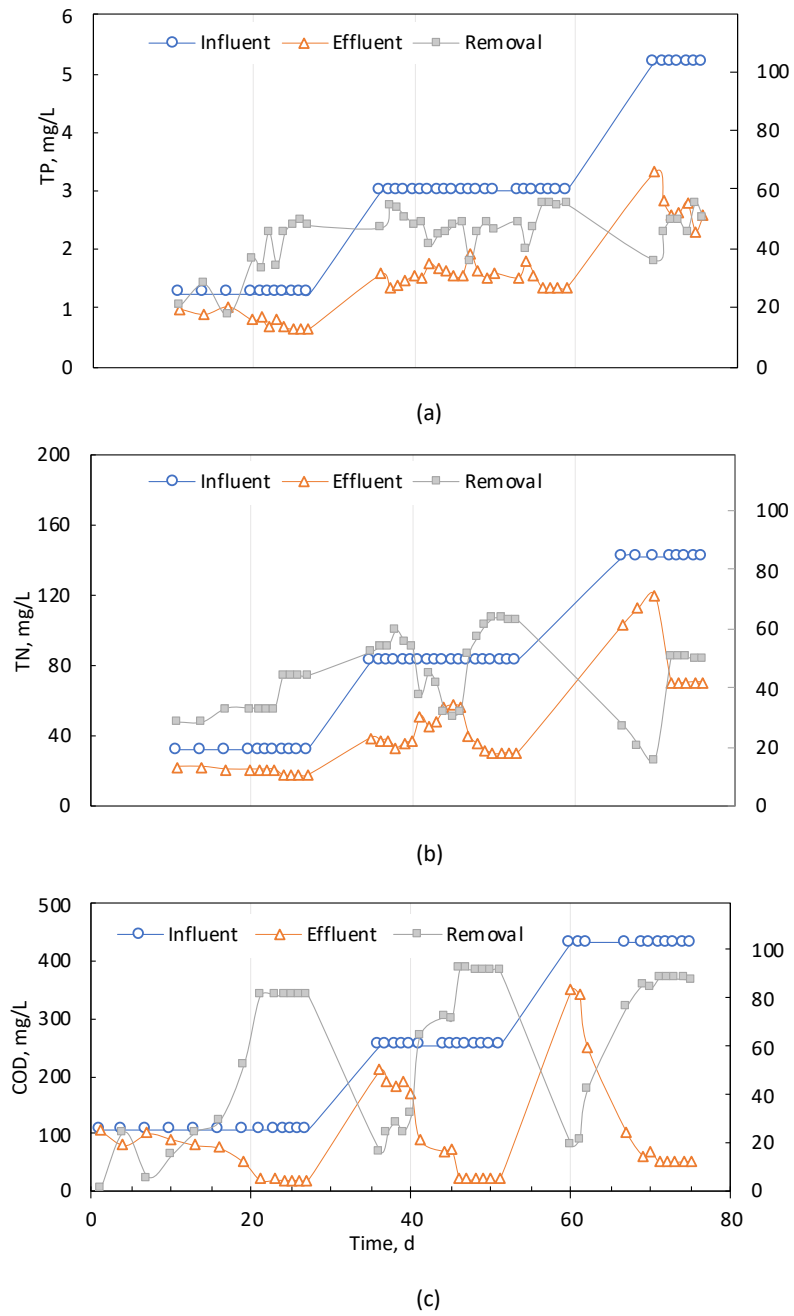 6
5
4
3
2
1
0
TP, mg/L
Influent
Effluent
Removal
100
80
60
40
20
0
(a)
200
160
120
80
40
0
TN, mg/L
Influent
Effluent
Removal
100
80
60
40
20
0
(b)
500
450
400
300
250
200
100
50
0
COD, mg/L
Influent
Effluent
Removal
100
80
60
40
20
0
0 20 40 60 80
Time, d
(c)